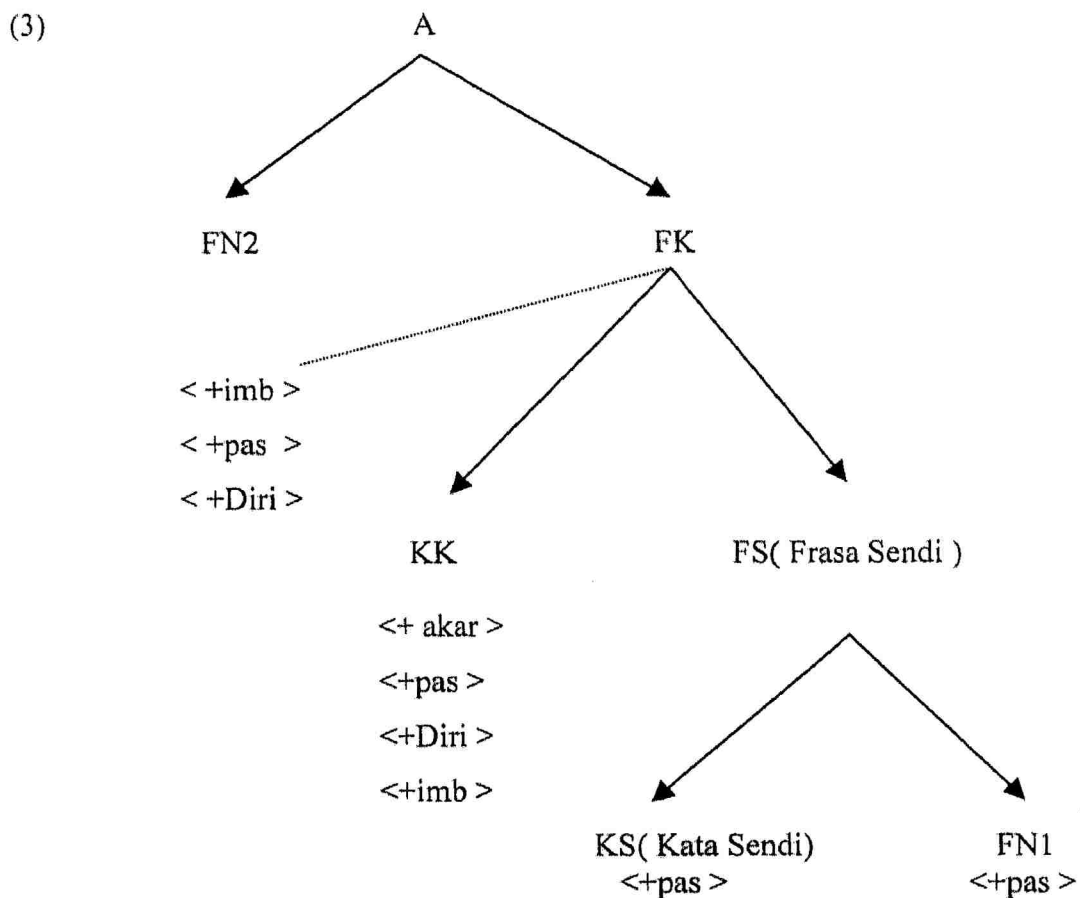 (3)
A
FN2
FK
< +imb >
< +pas >
< +Diri >
KK
FS( Frasa Sendi )
<+ akar >
<+pas >
<+Diri >
<+imb >
KS( Kata Sendi)
FN1
<+pas >
<+pas >